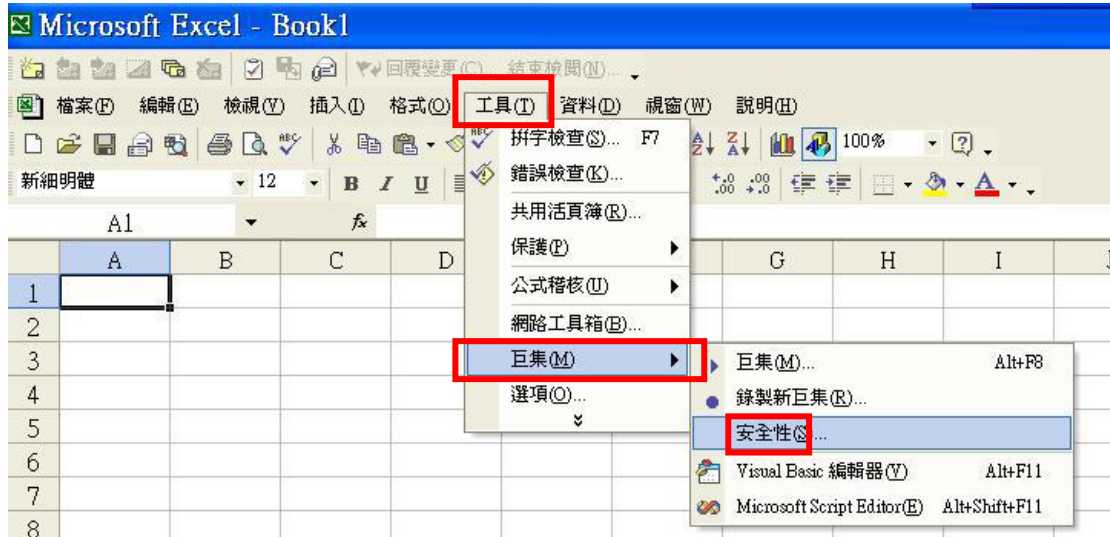 Microsoft Excel - Book1
回覆變更(C)... 結束檢閱(N)...
檔案(F) 編輯(E) 檢視(V) 插入(I) 格式(O) 工具(T) 資料(D) 視窗(W) 說明(H)
100%
新細明體 12 B I U
A1 fx
A B C D G H I
1
2
3
4
5
6
7
8
拼字檢查(S)... F7
錯誤檢查(K)...
共用活頁簿(R)...
保護(P)
公式稽核(U)
網路工具箱(B)...
巨集(M)
選項(O)...
巨集(M)... Alt+F8
錄製新巨集(R)...
安全性(S)...
Visual Basic 編輯器(V) Alt+F11
Microsoft Script Editor(E) Alt+Shift+F11